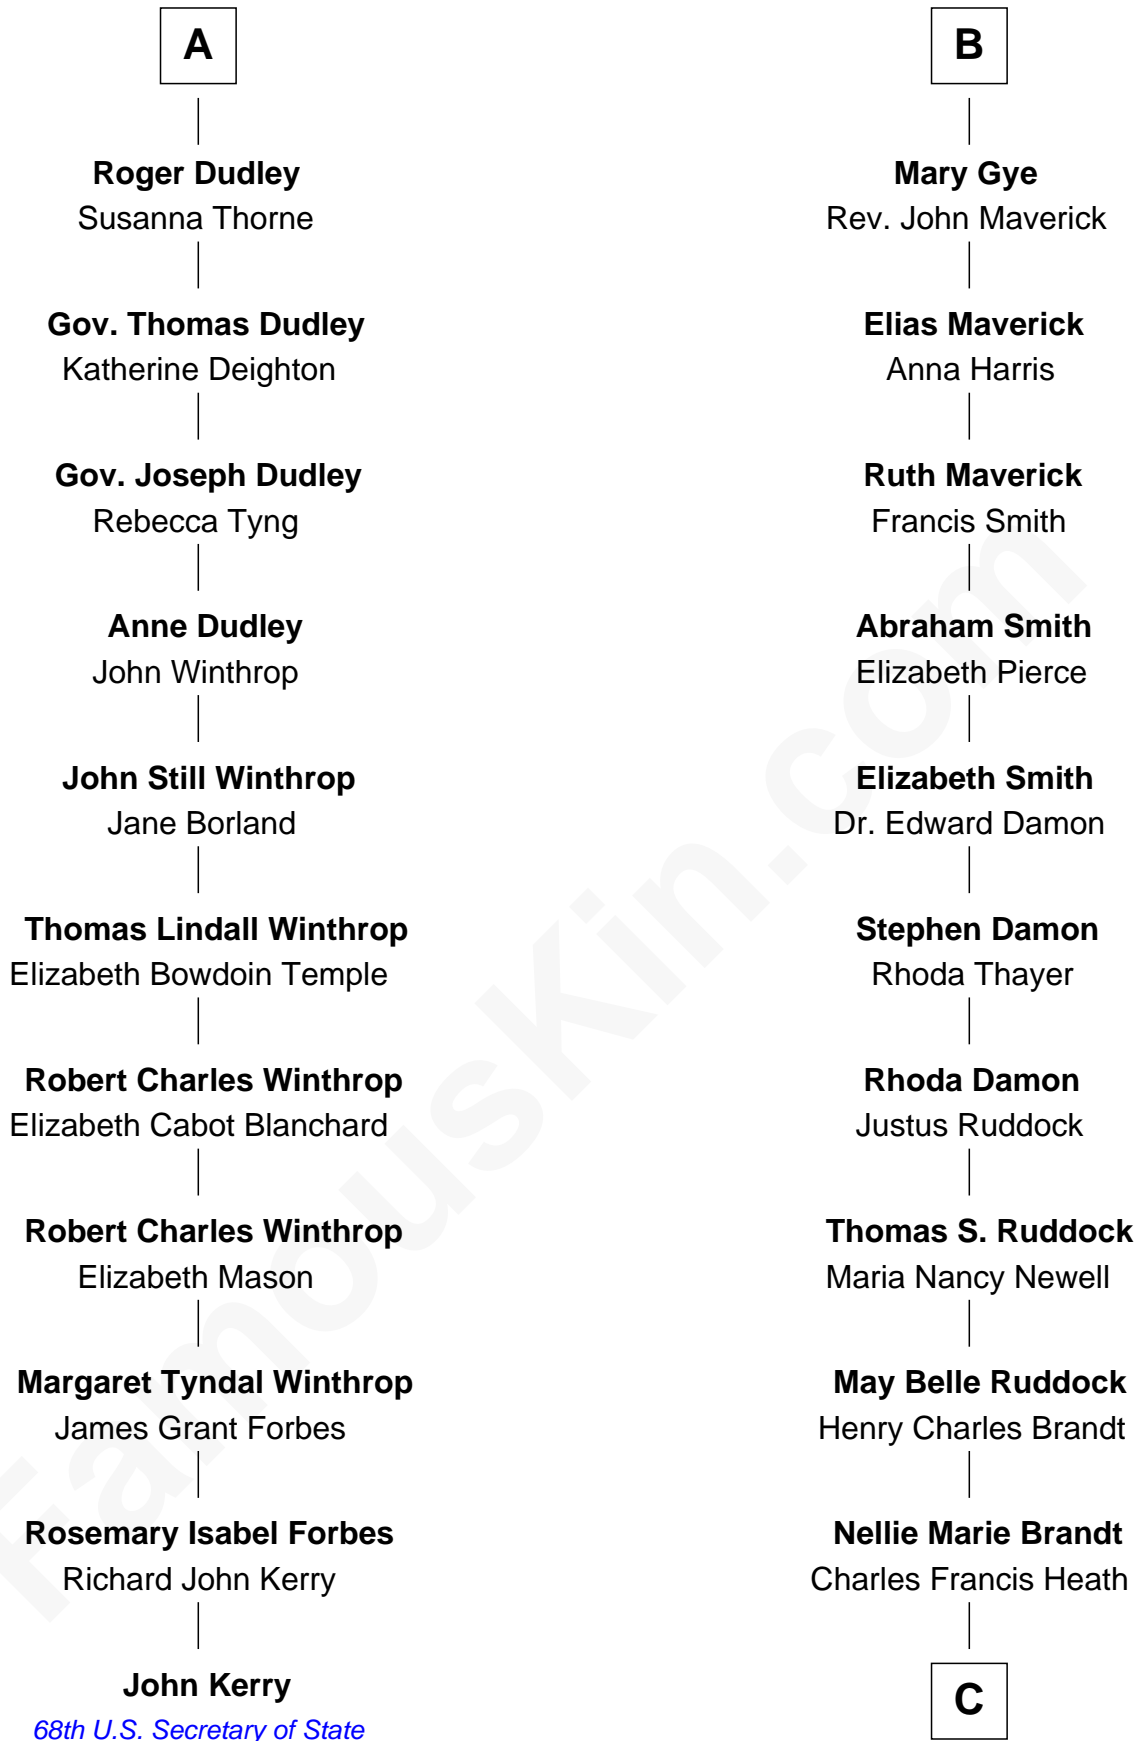 A
Roger Dudley
Susanna Thorne
Gov. Thomas Dudley
Katherine Deighton
Gov. Joseph Dudley
Rebecca Tyng
Anne Dudley
John Winthrop
John Still Winthrop
Jane Borland
Thomas Lindall Winthrop
Elizabeth Bowdoin Temple
Robert Charles Winthrop
Elizabeth Cabot Blanchard
Robert Charles Winthrop
Elizabeth Mason
Margaret Tyndal Winthrop
James Grant Forbes
Rosemary Isabel Forbes
Richard John Kerry
John Kerry
68th U.S. Secretary of State
B
Mary Gye
Rev. John Maverick
Elias Maverick
Anna Harris
Ruth Maverick
Francis Smith
Abraham Smith
Elizabeth Pierce
Elizabeth Smith
Dr. Edward Damon
Stephen Damon
Rhoda Thayer
Rhoda Damon
Justus Ruddock
Thomas S. Ruddock
Maria Nancy Newell
May Belle Ruddock
Henry Charles Brandt
Nellie Marie Brandt
Charles Francis Heath
C
FamousKin.com